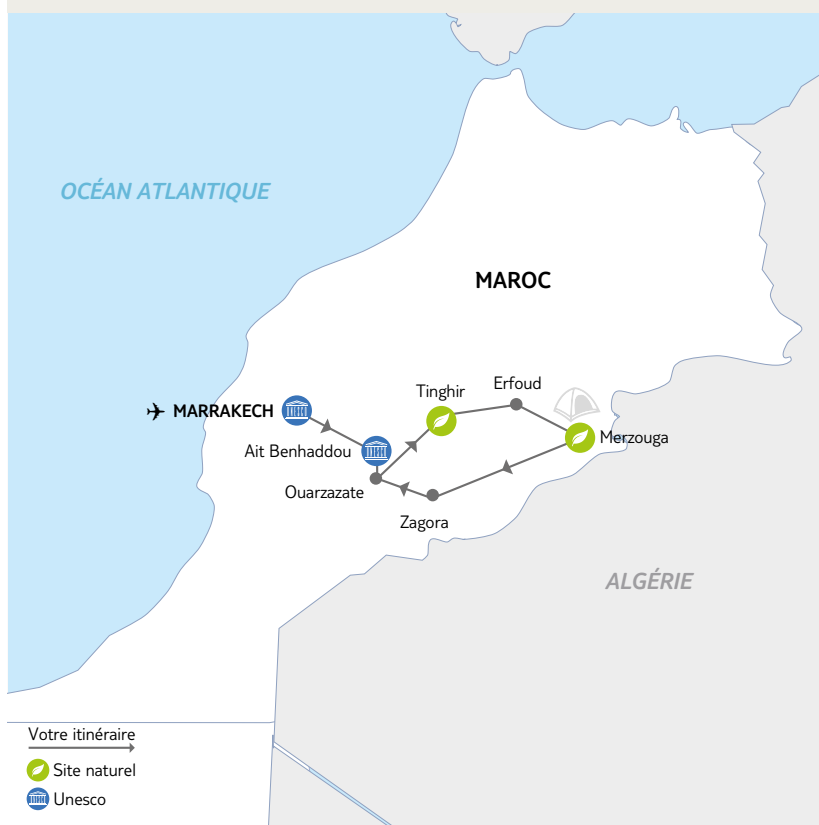 OCÉAN ATLANTIQUE
MAROC
Tinghir
Erfoud
MARRAKECH
Merzouga
Ait Benhaddou
Ouarzazate
Zagora
ALGÉRIE
Votre itinéraire
Site naturel
Unesco